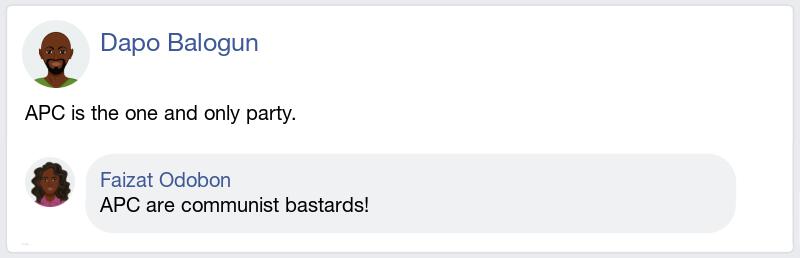 Dapo Balogun
APC is the one and only party.
Faizat Odobon
APC are communist bastards!